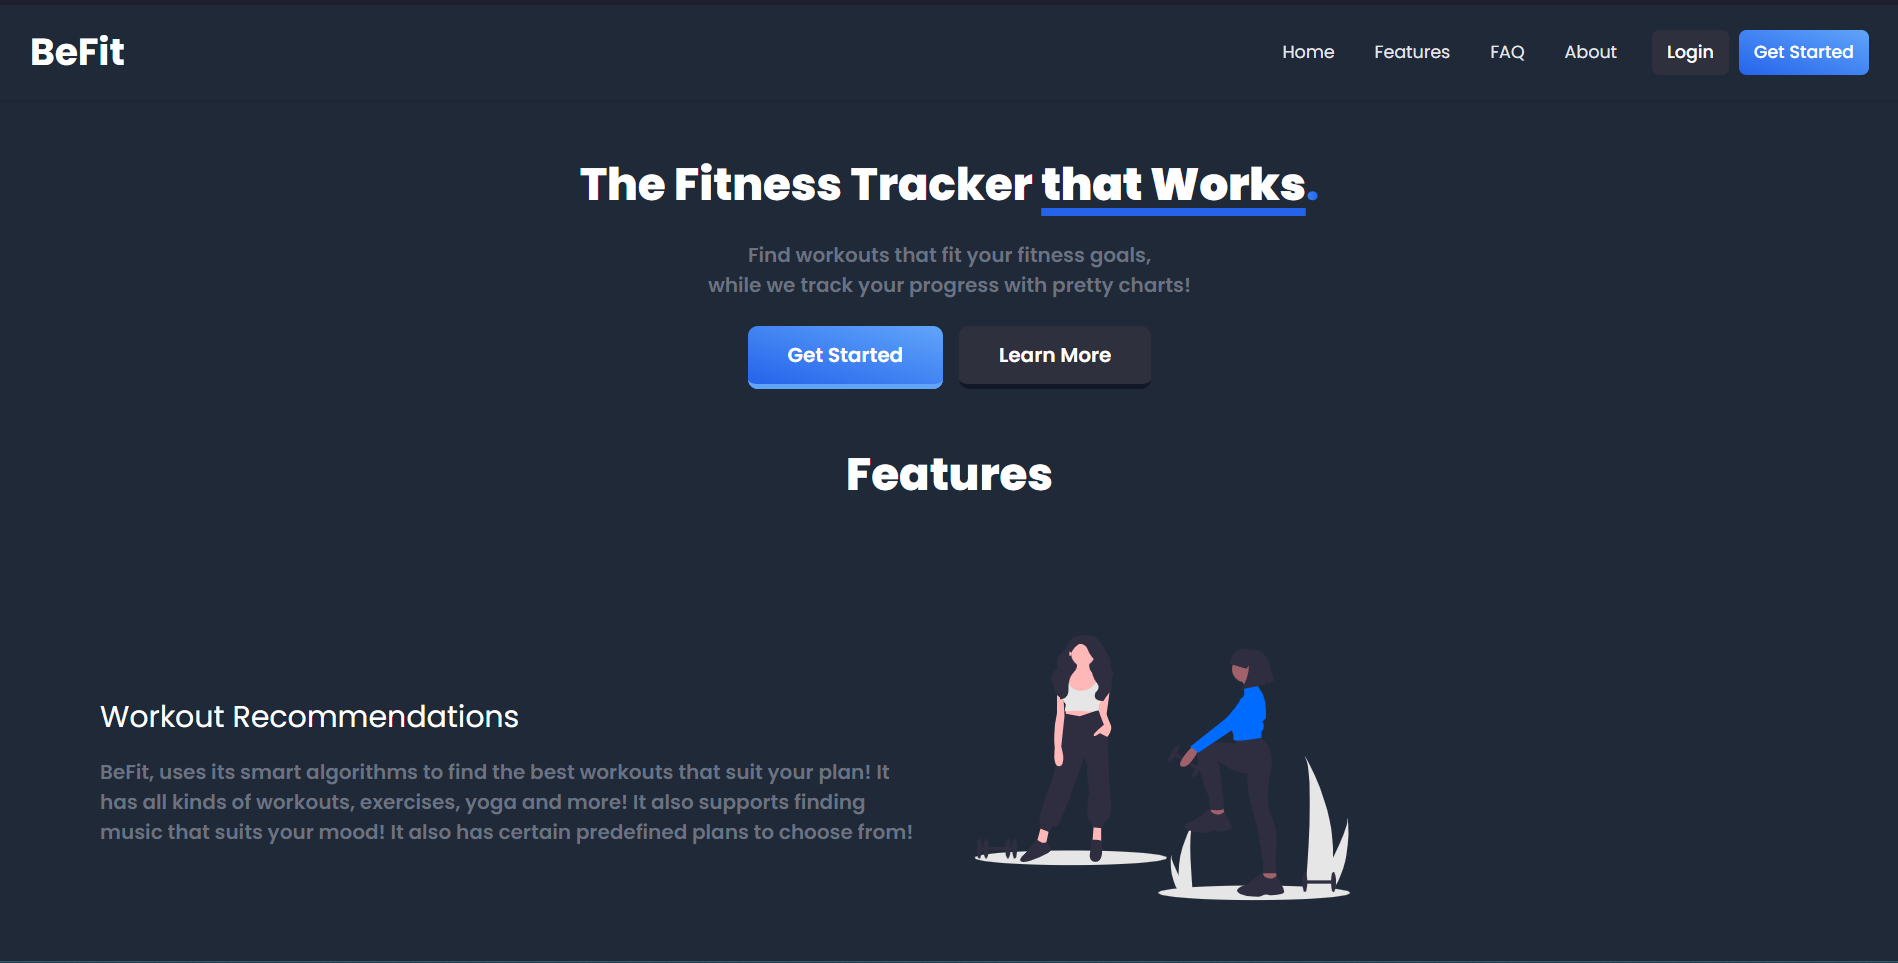 BeFit
Home Features FAQ About Login Get Started
The Fitness Tracker that Works.
Find workouts that fit your fitness goals,
while we track your progress with pretty charts!
Get Started Learn More
Features
Workout Recommendations
BeFit, uses its smart algorithms to find the best workouts that suit your plan! It
has all kinds of workouts, exercises, yoga and more! It also supports finding
music that suits your mood! It also has certain predefined plans to choose from!